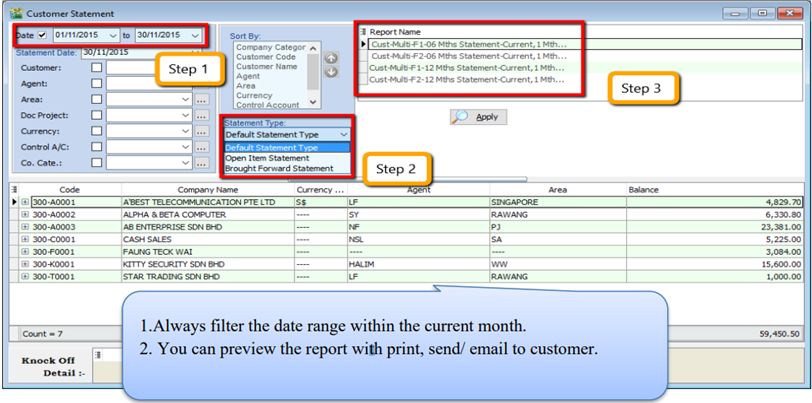 Customer Statement
Date 01/11/2015 to 30/11/2015
Statement Date: 30/11/2015
Customer:
Agent:
Area:
Doc Project:
Currency:
Control A/C:
Co. Cate.:
Step 1
Sort By:
Company Categor
Customer Code
Customer Name
Agent
Area
Currency
Control Account
Statement Type:
Default Statement Type
Default Statement Type
Open Item Statement
Brought Forward Statement
Step 2
Report Name
Cust-Multi-F1-06 Mths Statement-Current,1 Mth...
Cust-Multi-F2-06 Mths Statement-Current,1 Mth...
Cust-Multi-F1-12 Mths Statement-Current,1 Mth...
Cust-Multi-F2-12 Mths Statement-Current,1 Mth...
Step 3
Apply
Code Company Name Currency ... Agent Area Balance
300-A0001 A'BEST TELECOMMUNICATION PTE LTD S$ LF SINGAPORE 4,829.70
300-A0002 ALPHA & BETA COMPUTER ---- SY RAWANG 6,330.80
300-A0003 AB ENTERPRISE SDN BHD ---- NF PJ 23,381.00
300-C0001 CASH SALES ---- NSL SA 5,225.00
300-F0001 FAUNG TECK WAI ---- ---- ---- 3,084.00
300-K0001 KITTY SECURITY SDN BHD ---- HALIM WW 15,600.00
300-T0001 STAR TRADING SDN BHD ---- LF RAWANG 1,000.00
1.Always filter the date range within the current month.
2. You can preview the report with print, send/ email to customer.
Count = 7 59,450.50
Knock Off
Detail :-